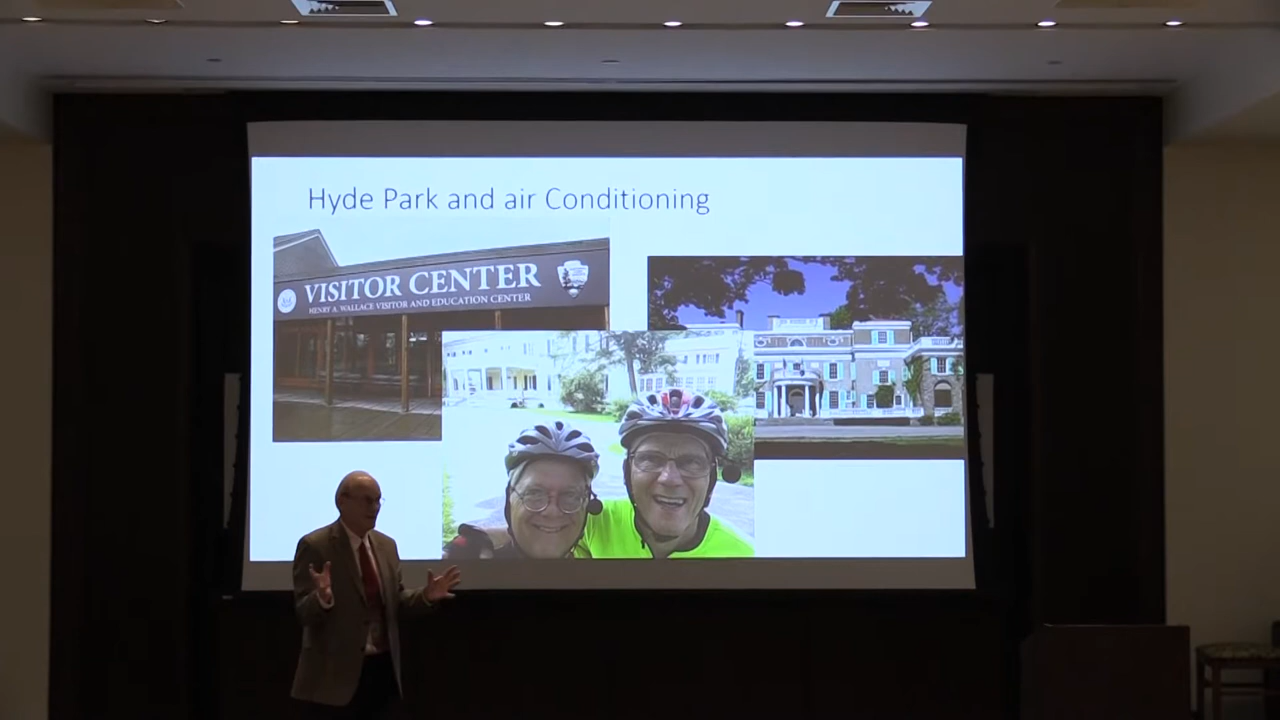 Hyde Park and air Conditioning
VISITOR CENTER
HENRY A. WALLACE VISITOR AND EDUCATION CENTER